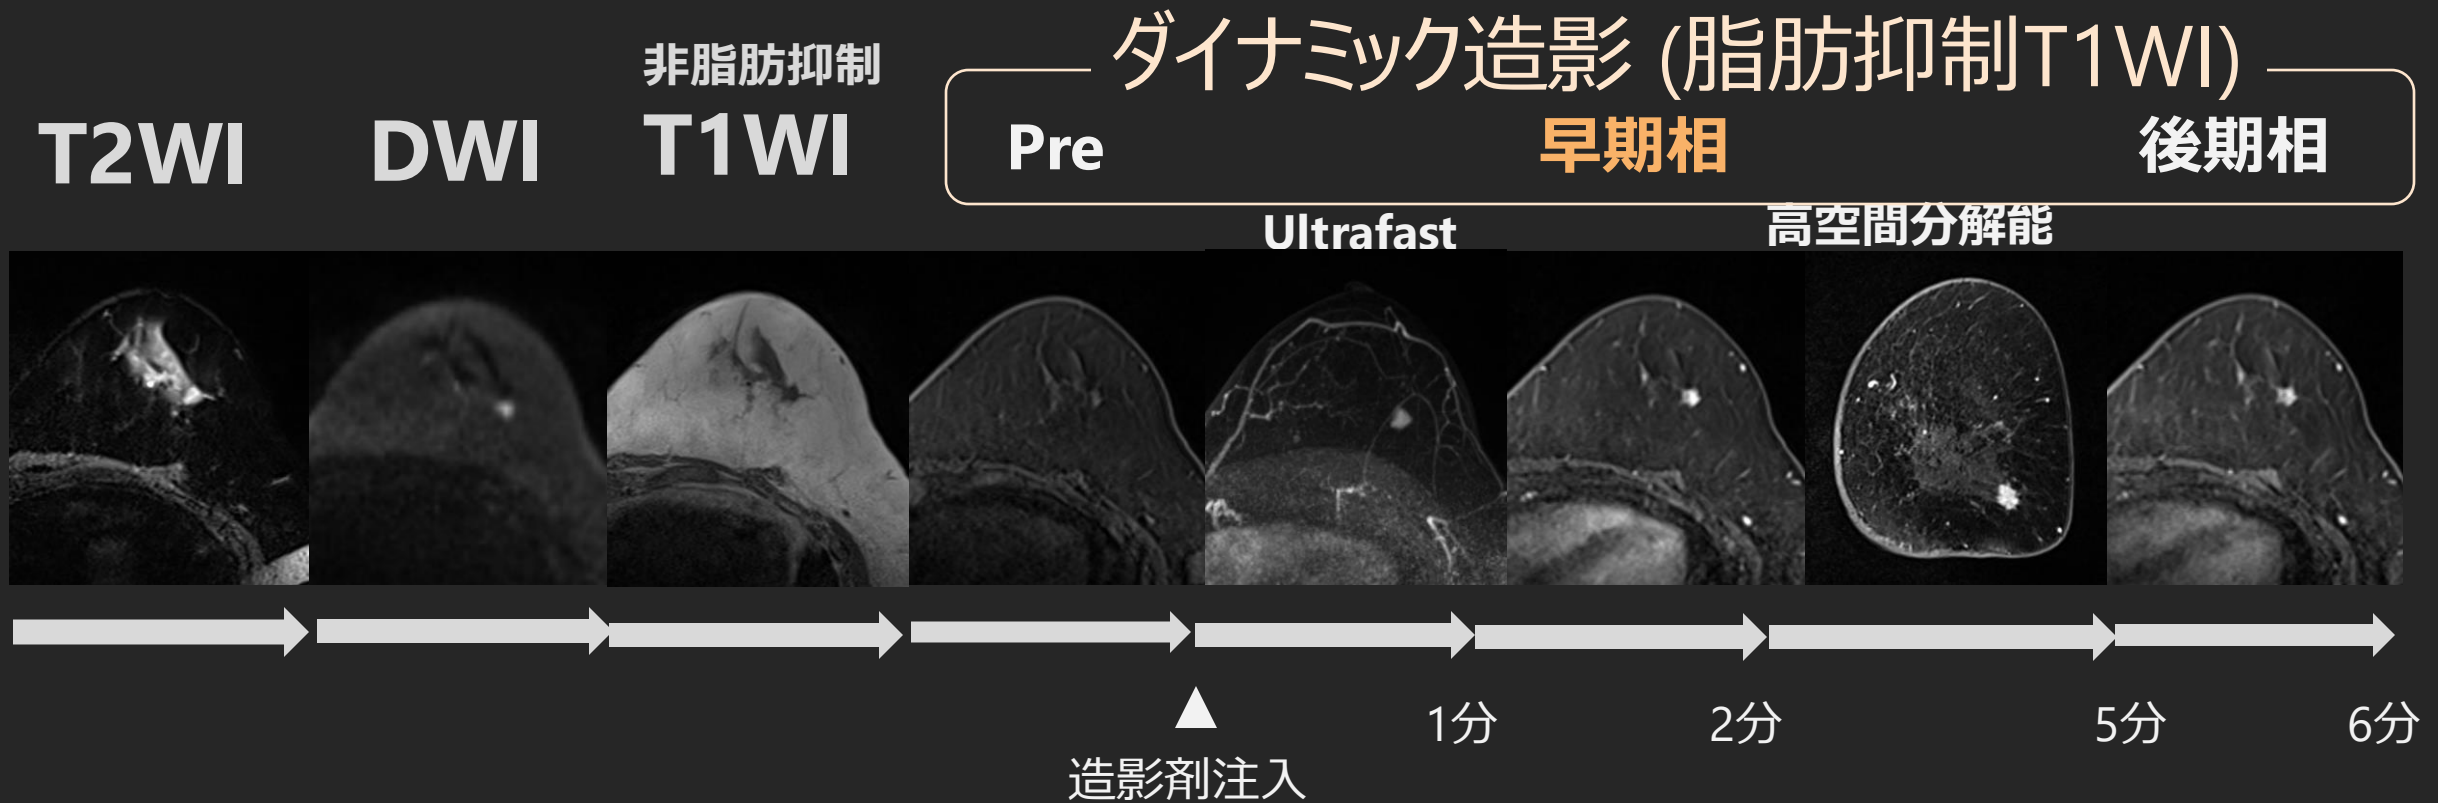 ダイナミック造影 (脂肪抑制T1WI)
非脂肪抑制
T2WI
DWI
T1WI
Pre
早期相
後期相
Ultrafast
高空間分解能
1分
2分
5分
6分
造影剤注入